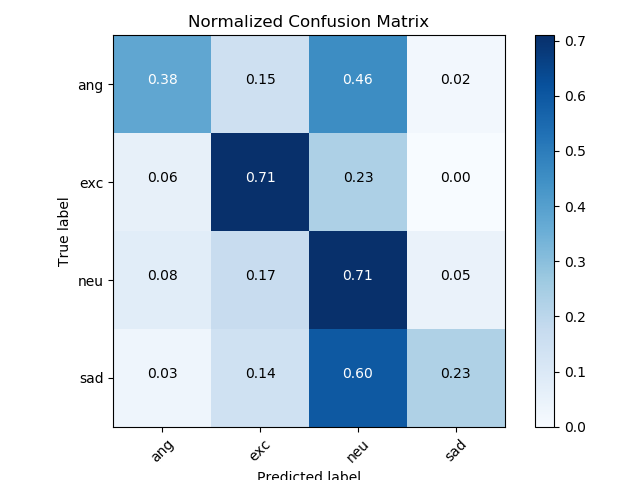 Normalized Confusion Matrix
True label
ang 0.38 0.15 0.46 0.02
exc 0.06 0.71 0.23 0.00
neu 0.08 0.17 0.71 0.05
sad 0.03 0.14 0.60 0.23
ang exc neu sad
Predicted label
0.7
0.6
0.5
0.4
0.3
0.2
0.1
0.0